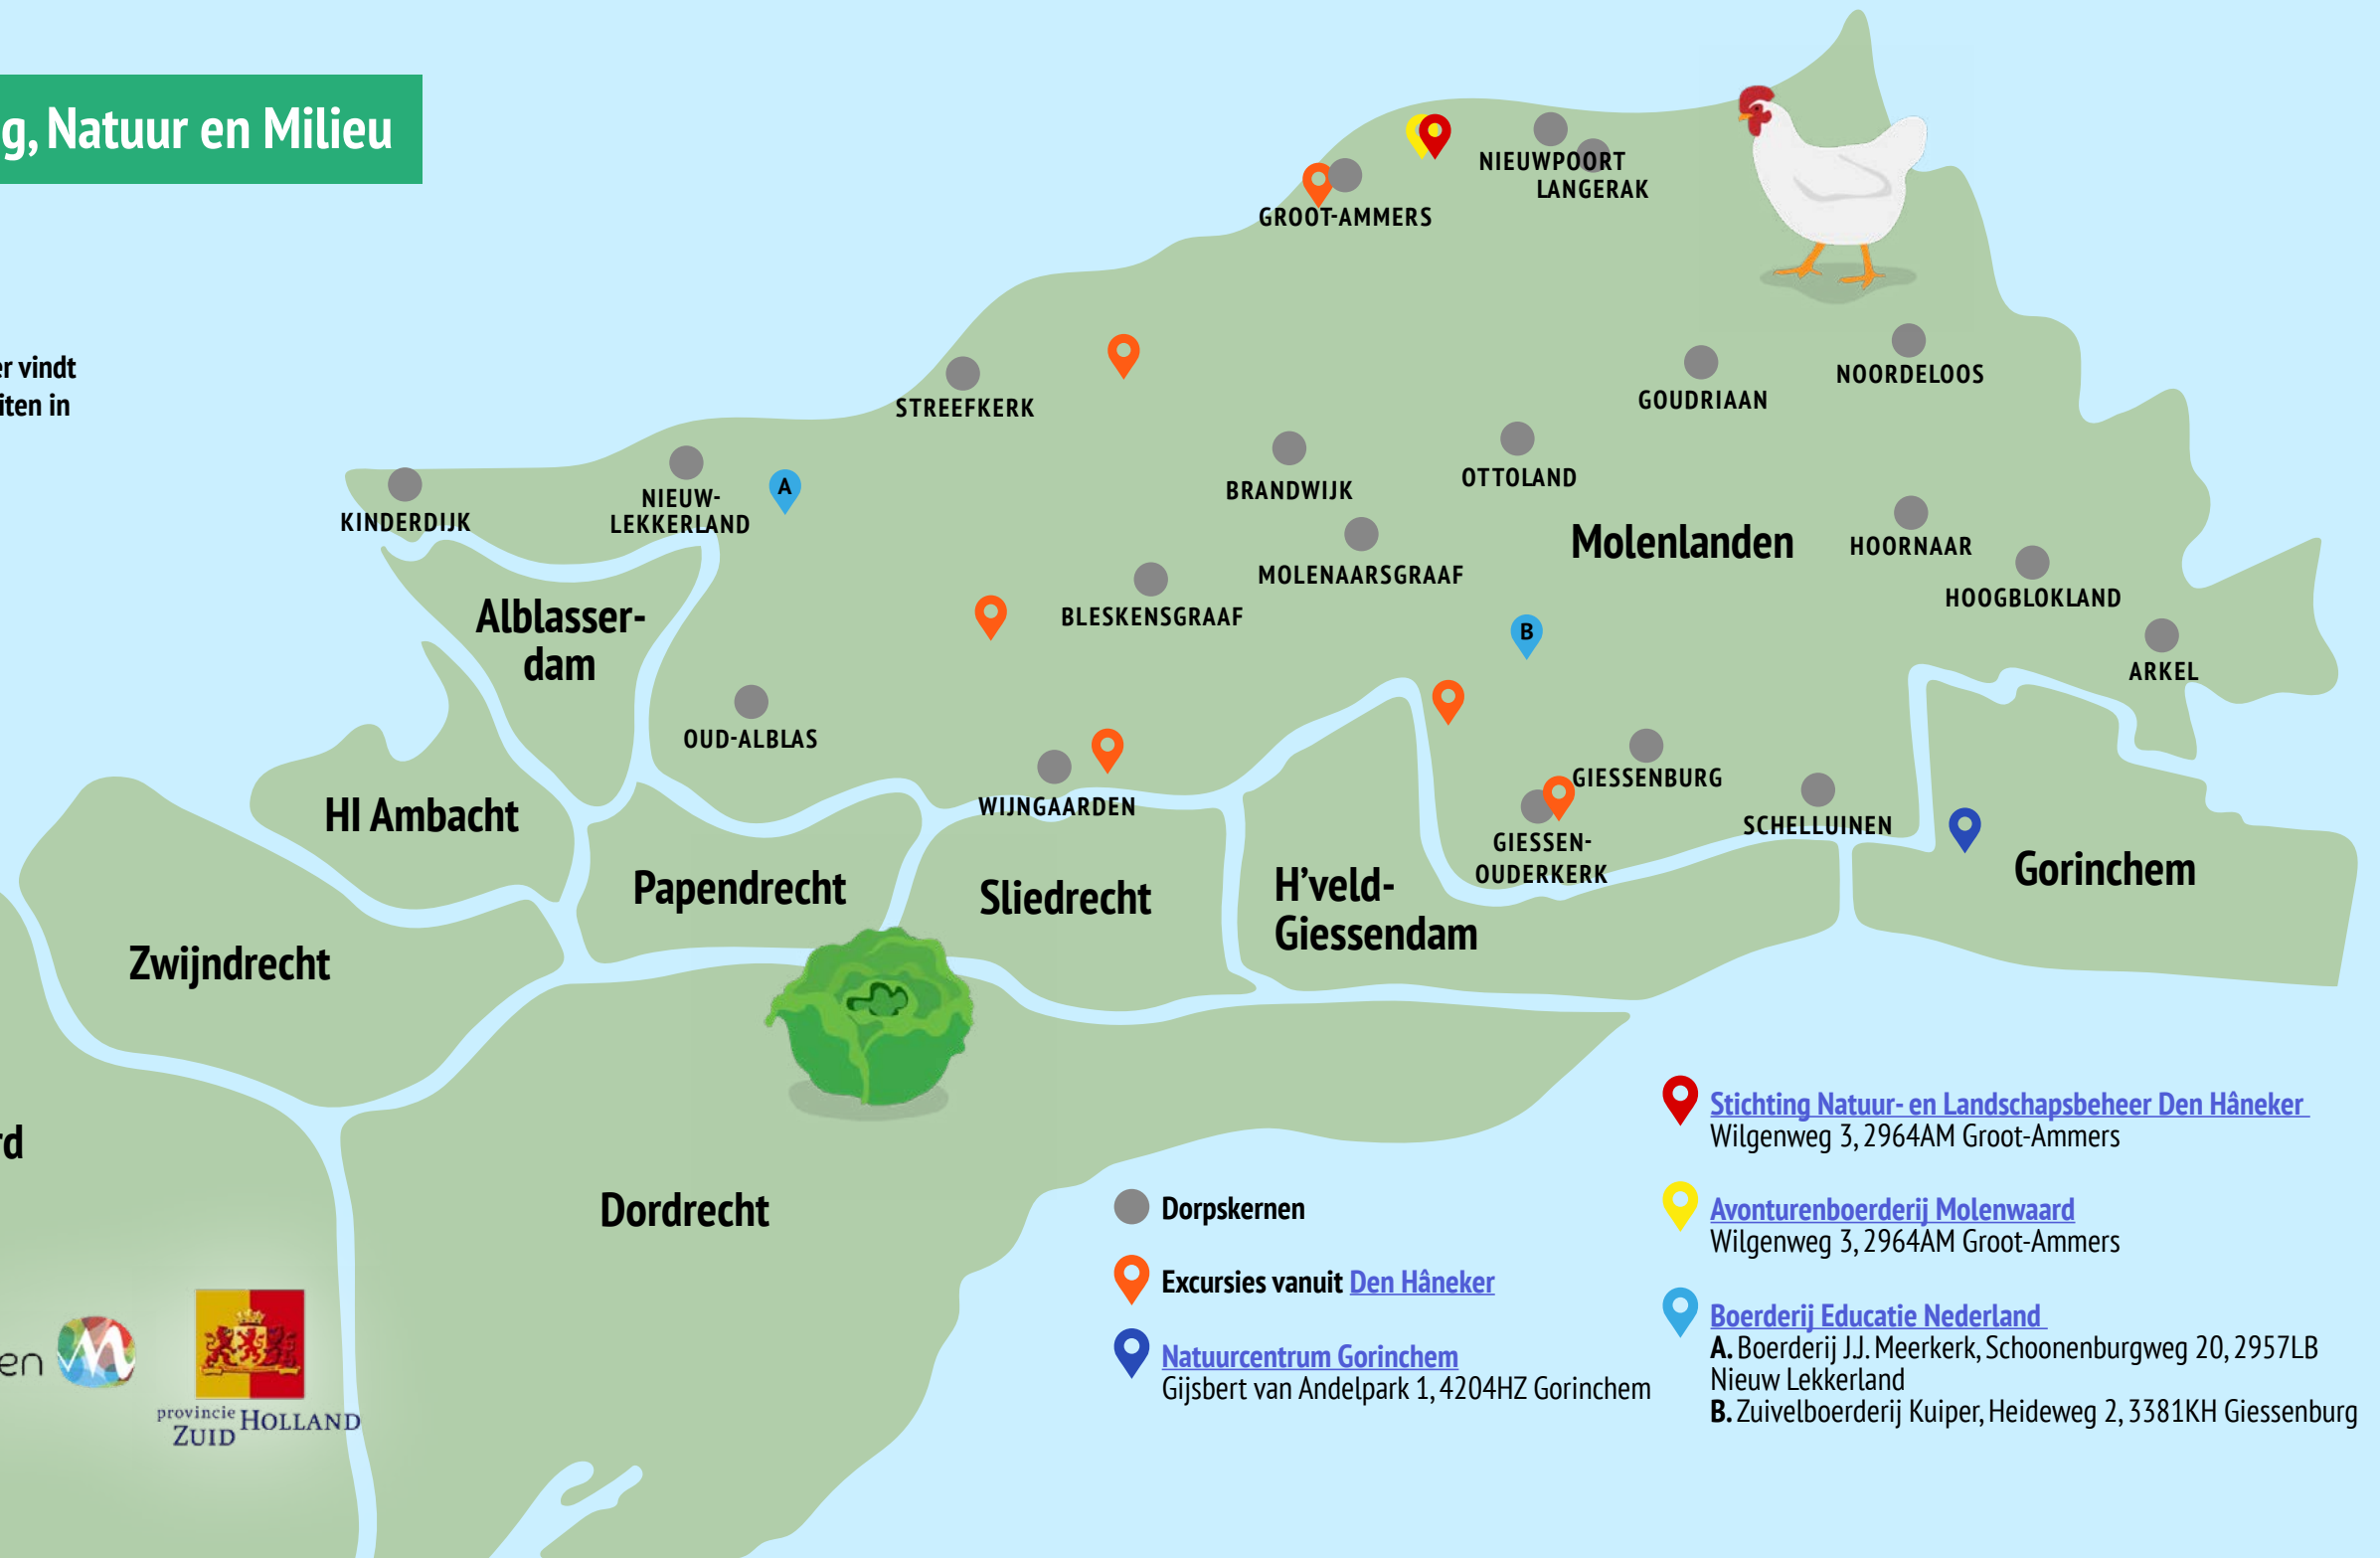 g, Natuur en Milieu
er vindt
iten in
NIEUWPOORT
LANGERAK
GROOT-AMMERS
NOORDELOOS
GOUDRIAAN
STREEFKERK
OTTOLAND
BRANDWIJK
NIEUW-
LEKKERLAND
A
KINDERDIJK
Molenlanden
HOORNAAR
MOLENAARSGRAAF
HOOGBLOKLAND
BLESKENSGRAAF
B
Alblasser-
dam
ARKEL
OUD-ALBLAS
GIESSENBURG
WIJNGAARDEN
HI Ambacht
SCHELLUINEN
GIESSEN-
OUDERKERK
Gorinchem
Papendrecht
Sliedrecht
H'veld-
Giessendam
Zwijndrecht
rd
Dordrecht
en
provincie HOLLAND
ZUID
Dorpskernen
Excursies vanuit Den Hâneker
Natuurcentrum Gorinchem
Gijsbert van Andelpark 1, 4204HZ Gorinchem
Stichting Natuur- en Landschapsbeheer Den Hâneker
Wilgenweg 3, 2964AM Groot-Ammers
Avonturenboerderij Molenwaard
Wilgenweg 3, 2964AM Groot-Ammers
Boerderij Educatie Nederland
A. Boerderij J.J. Meerkerk, Schoonenburgweg 20, 2957LB
Nieuw Lekkerland
B. Zuivelboerderij Kuiper, Heideweg 2, 3381KH Giessenburg